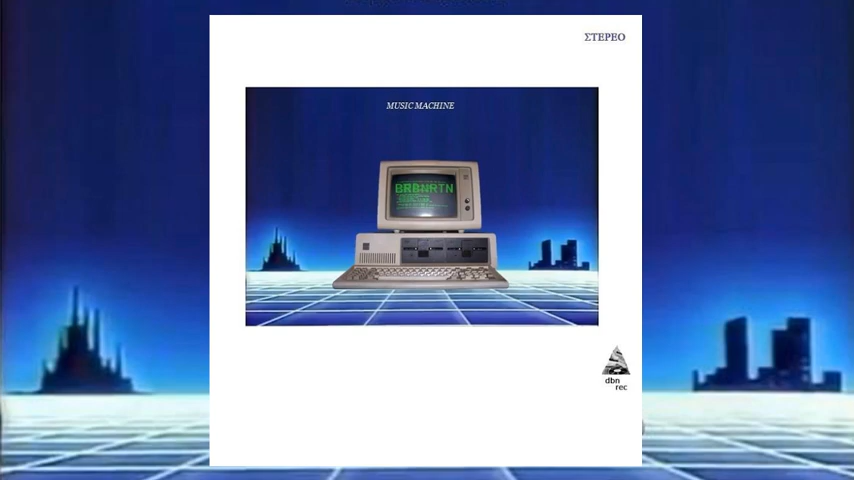 ΣΤΕΡΕΟ
MUSIC MACHINE
BRBNRTN
dbn
rec